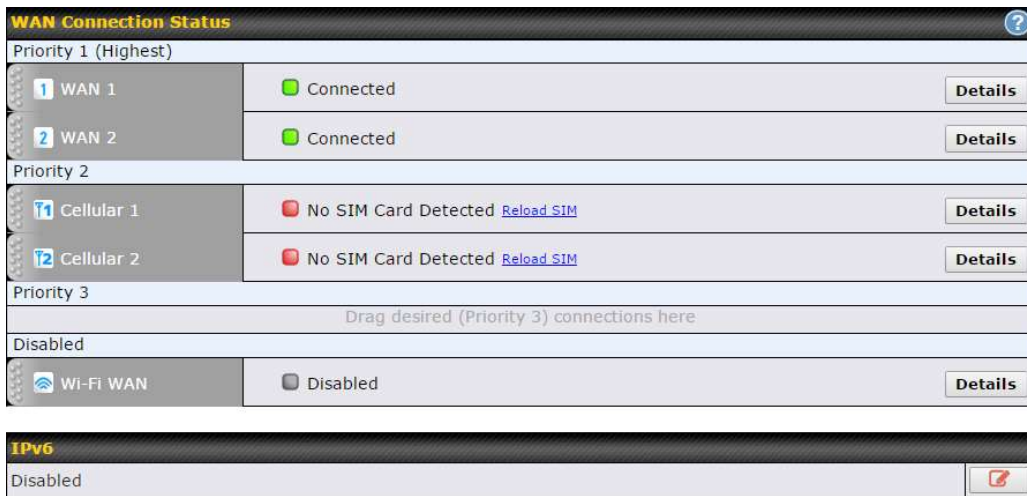 WAN Connection Status ?
Priority 1 (Highest)
1 WAN 1 Connected Details
2 WAN 2 Connected Details
Priority 2
1 Cellular 1 No SIM Card Detected Reload SIM Details
2 Cellular 2 No SIM Card Detected Reload SIM Details
Priority 3
Drag desired (Priority 3) connections here
Disabled
Wi-Fi WAN Disabled Details
IPv6
Disabled